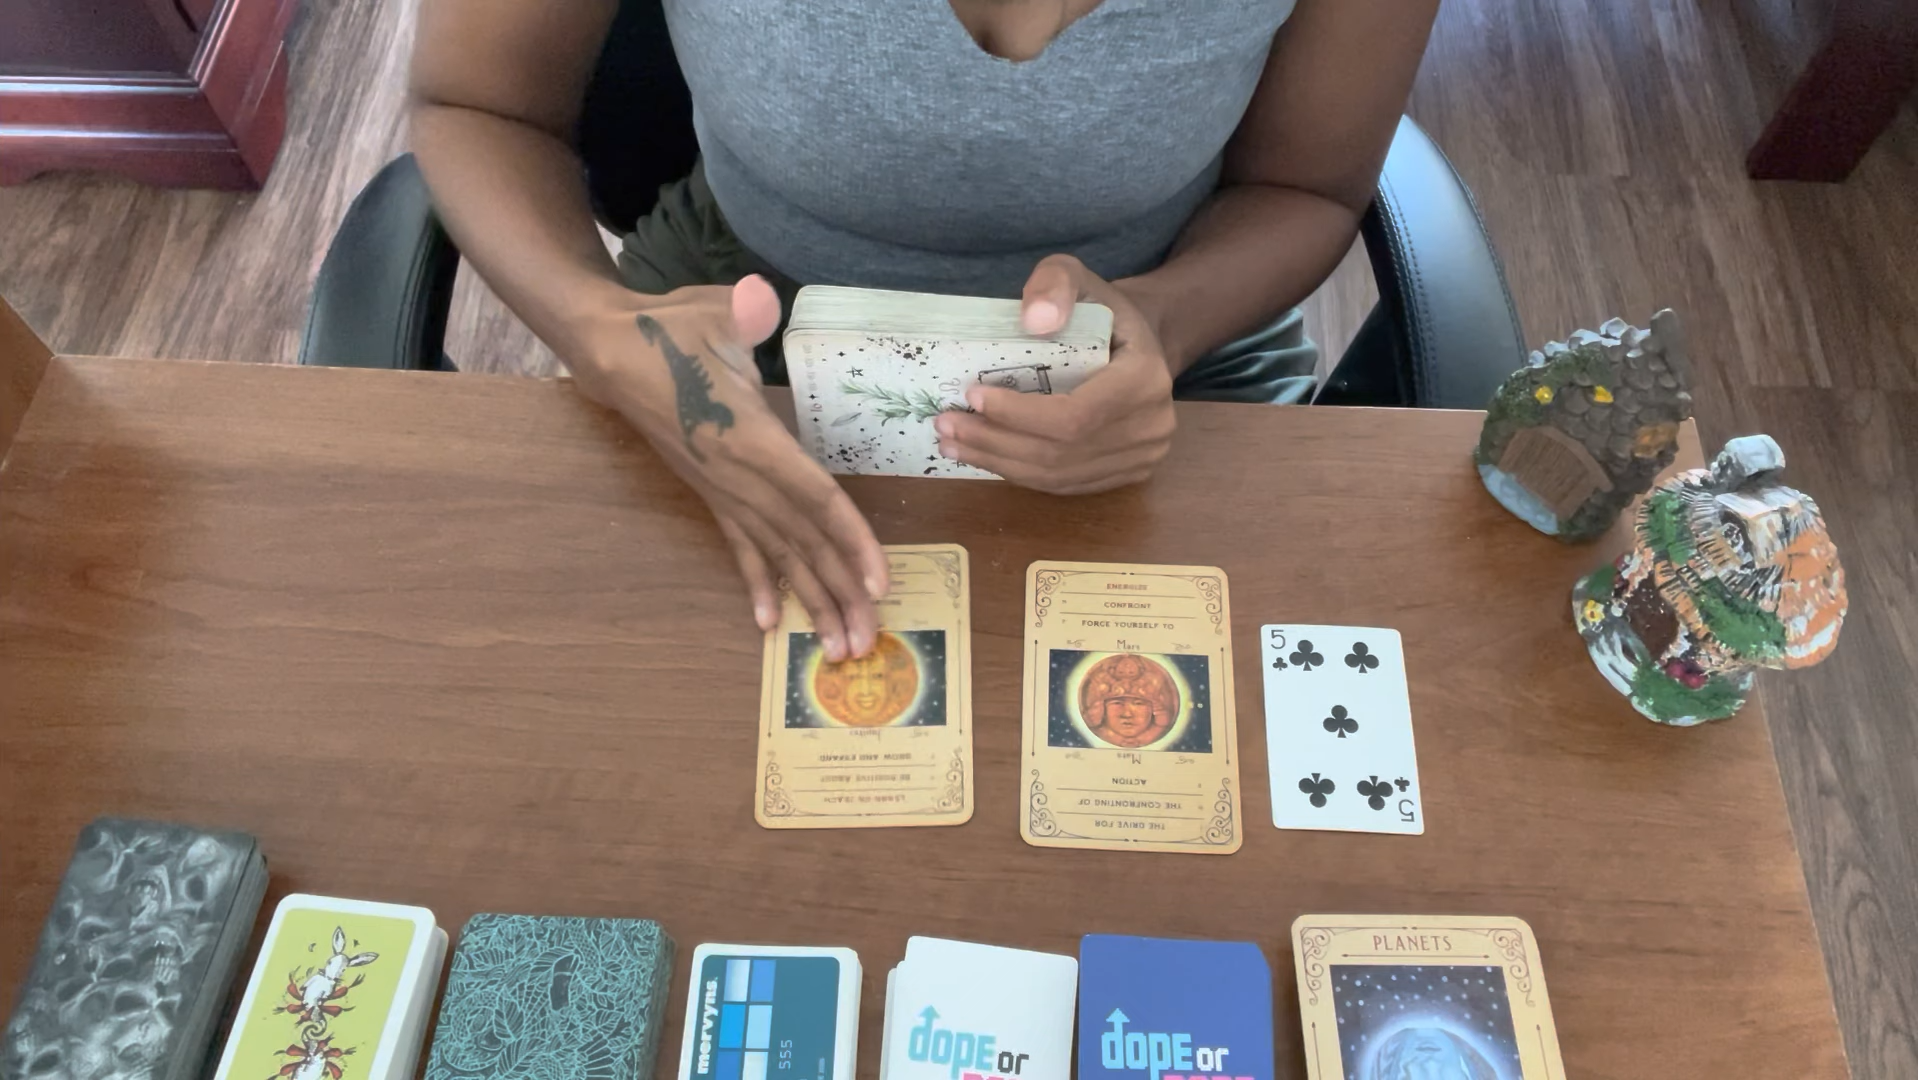 ENERGIZE
CONFRONT
FORCE YOURSELF TO
Mars
Mars
ACTION
THE CONFRONTING OF
THE DRIVE FOR
Jupiter
GROW AND EXPAND
BE POSITIVE ABOUT
LEARN OR TEACH
5
5
mervyns
555
dope or
dope or
PLANETS